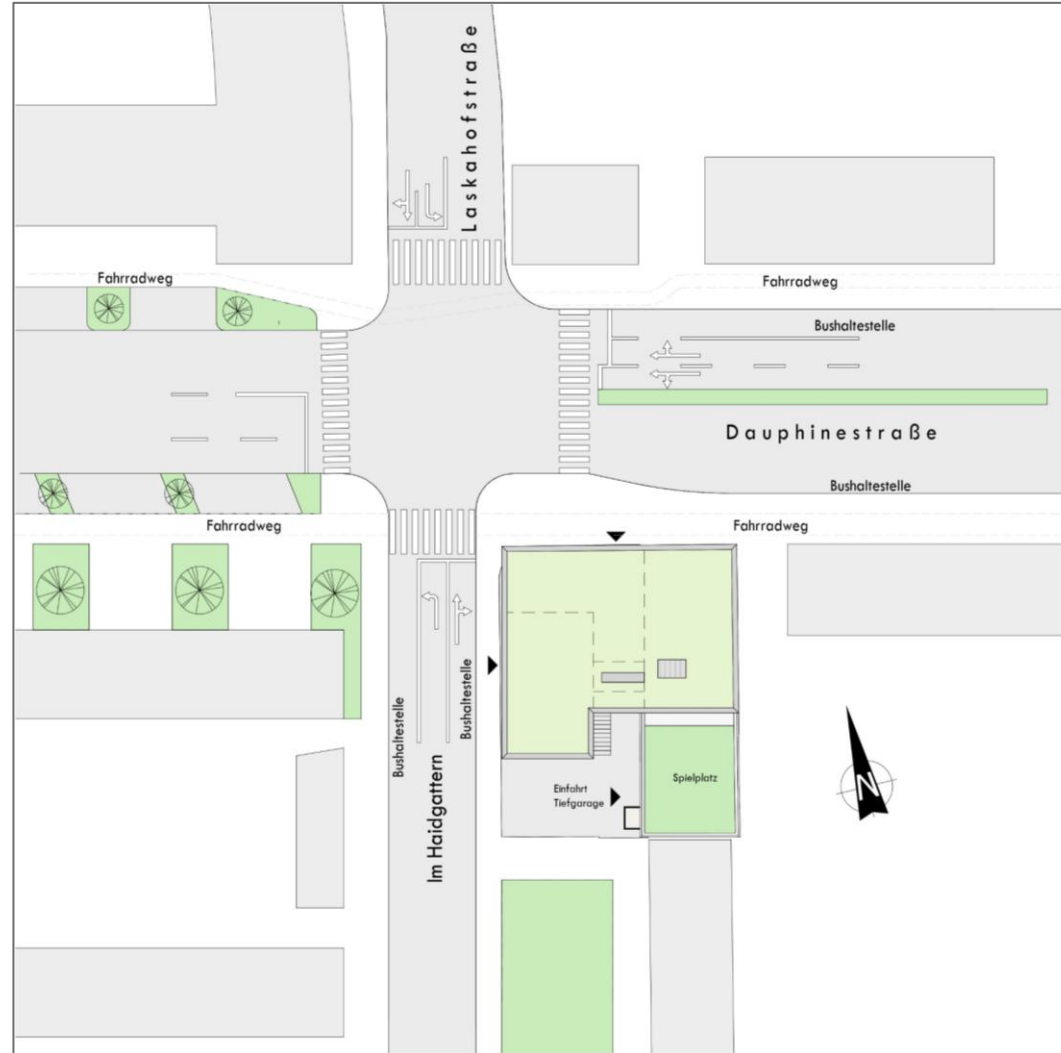 Laskahofstraße
Fahrradweg
Fahrradweg
Bushaltestelle
Dauphinestraße
Bushaltestelle
Fahrradweg
Fahrradweg
Bushaltestelle
Bushaltestelle
Im Haidgattern
Einfahrt
Tiefgarage
Spielplatz
N